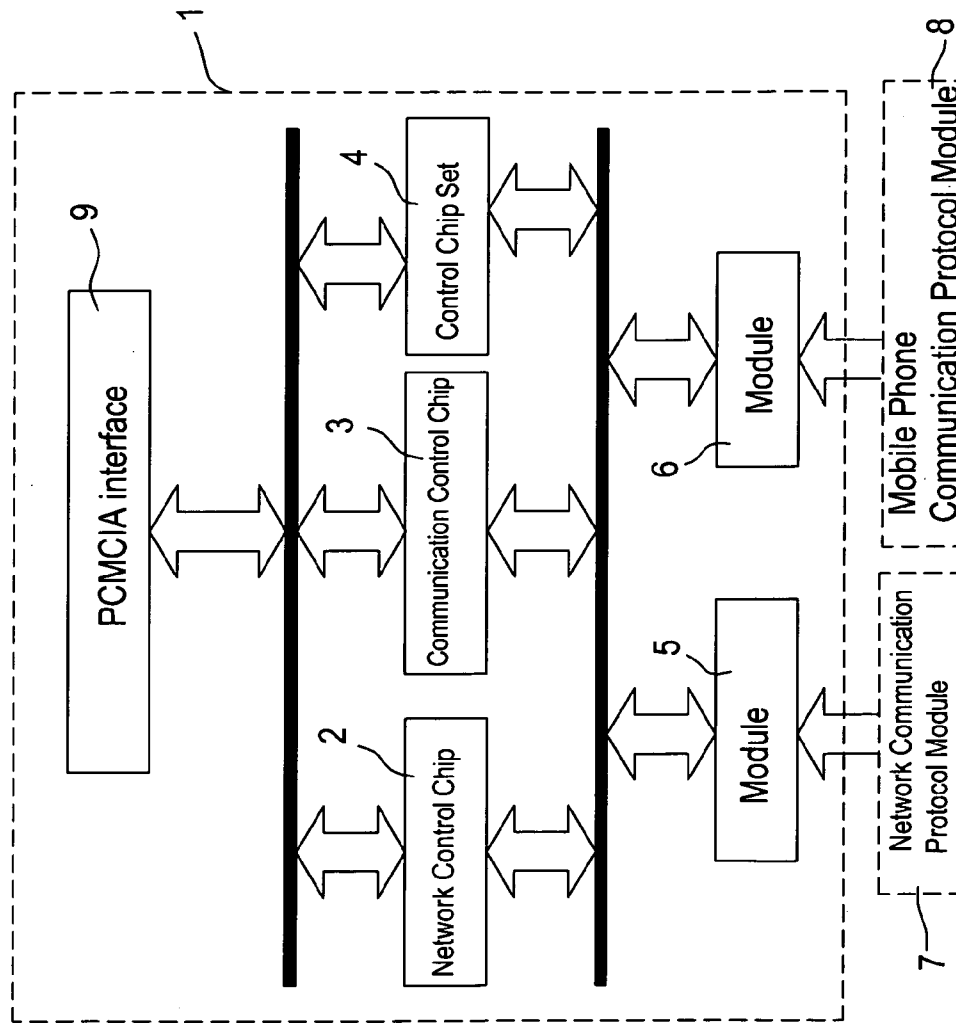 1
9
PCMCIA interface
4
Control Chip Set
3
Communication Control Chip
2
Network Control Chip
6
Module
5
Module
8
Mobile Phone
Communication Protocol Module
7
Network Communication
Protocol Module